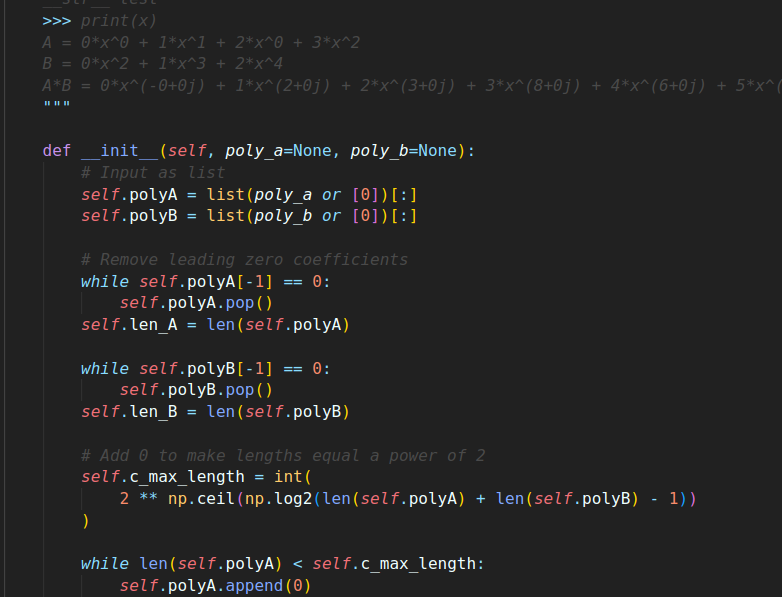 >>> print(x)
A = 0*x^0 + 1*x^1 + 2*x^0 + 3*x^2
B = 0*x^2 + 1*x^3 + 2*x^4
A*B = 0*x^(-0+0j) + 1*x^(2+0j) + 2*x^(3+0j) + 3*x^(8+0j) + 4*x^(6+0j) + 5*x^(
"""
def __init__(self, poly_a=None, poly_b=None):
# Input as list
self.polyA = list(poly_a or [0])[:]
self.polyB = list(poly_b or [0])[:]
# Remove leading zero coefficients
while self.polyA[-1] == 0:
self.polyA.pop()
self.len_A = len(self.polyA)
while self.polyB[-1] == 0:
self.polyB.pop()
self.len_B = len(self.polyB)
# Add 0 to make lengths equal a power of 2
self.c_max_length = int(
2 ** np.ceil(np.log2(len(self.polyA) + len(self.polyB) - 1))
)
while len(self.polyA) < self.c_max_length:
self.polyA.append(0)